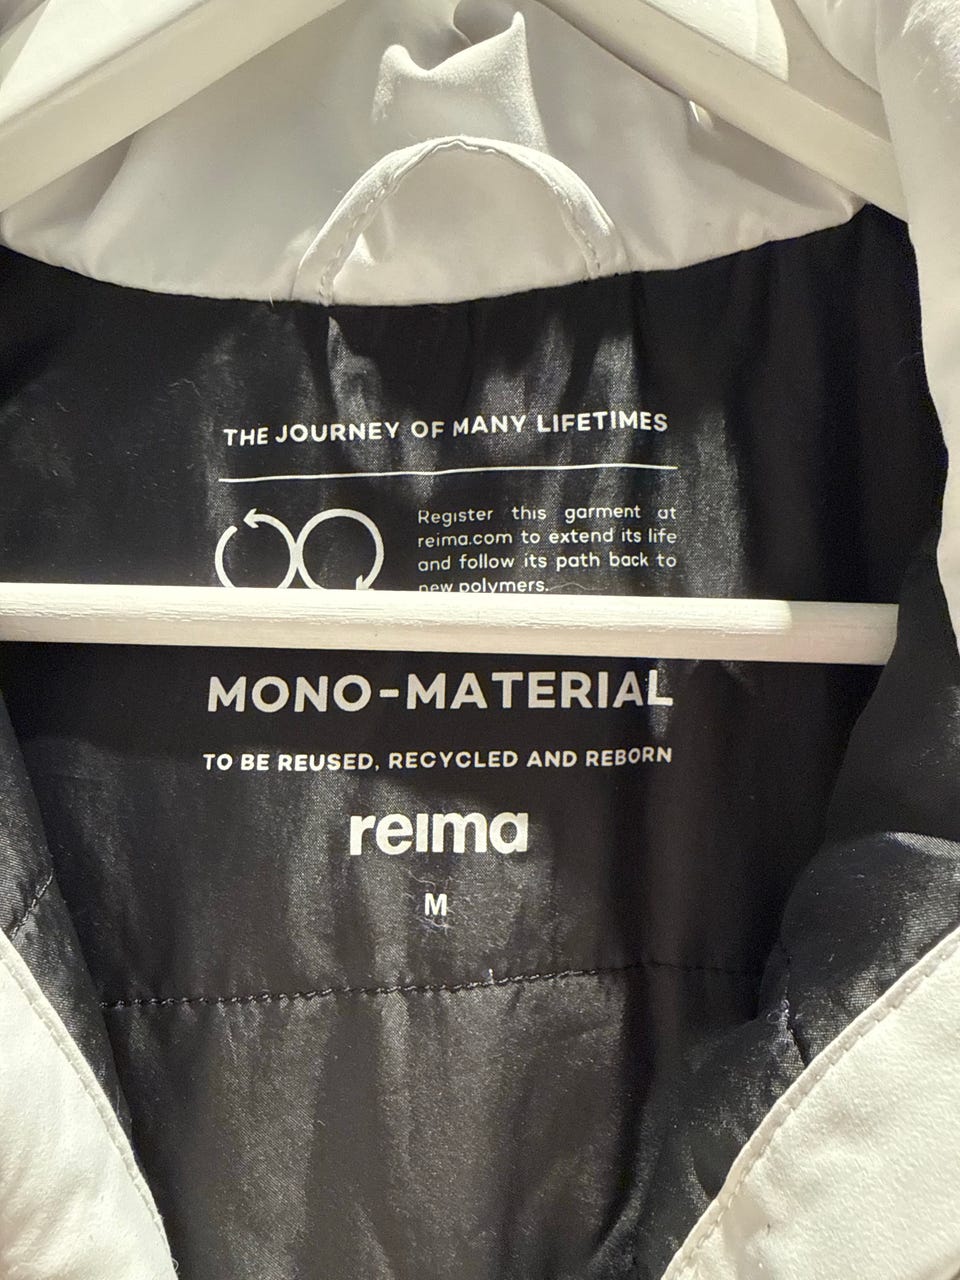 THE JOURNEY OF MANY LIFETIMES
Register this garment at
reima.com to extend its life
and follow its path back to
new polymers.
MONO-MATERIAL
TO BE REUSED, RECYCLED AND REBORN
reima
M